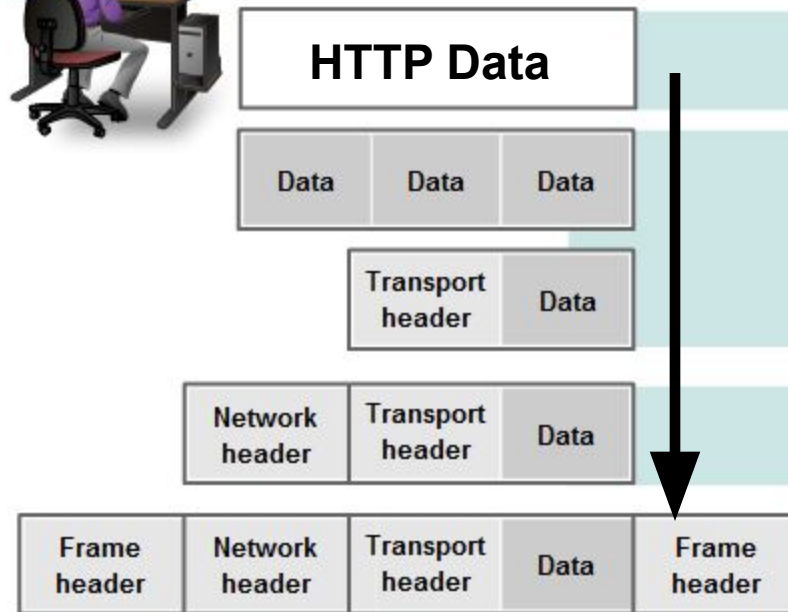 HTTP Data
Data Data Data
Transport header Data
Network header Transport header Data
Frame header Network header Transport header Data Frame header